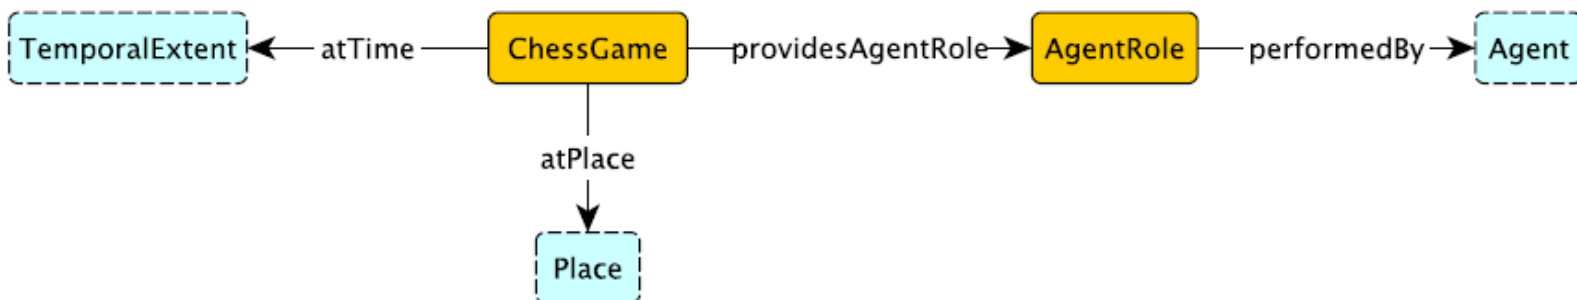 TemporalExtent atTime ChessGame providesAgentRole AgentRole performedBy Agent
atPlace
Place